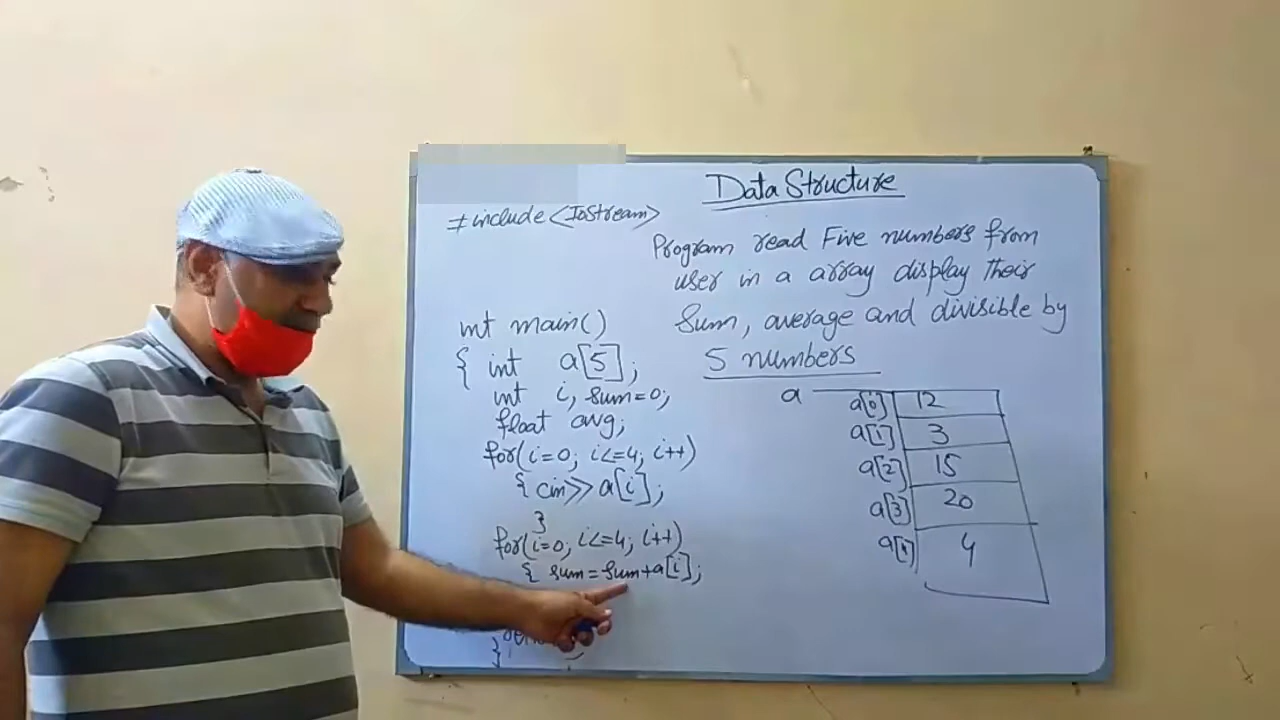 Data Structure
#include<IoStream>
Program read Five numbers from
user in a array display their
Sum, average and divisible by
5 numbers
int main()
{ int a[5];
int i, sum=0;
float avg;
for(i=0; i<=4; i++)
{ cin>> a[i];
}
for(i=0; i<=4; i++)
{ sum=sum+a[i];
}
a
a[0] 12
a[1] 3
a[2] 15
a[3] 20
a[4] 4